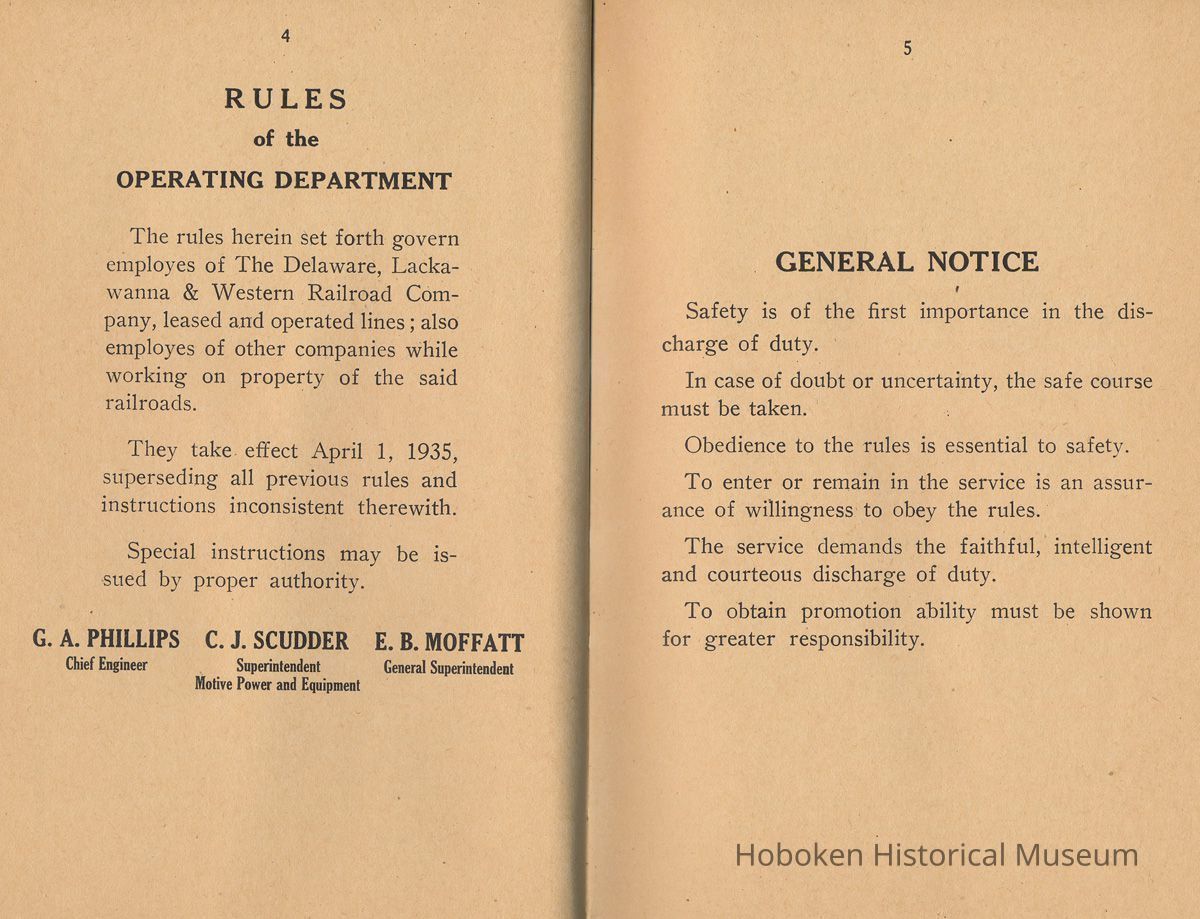 4
RULES
of the
OPERATING DEPARTMENT
The rules herein set forth govern
employes of The Delaware, Lacka-
wanna & Western Railroad Com-
pany, leased and operated lines; also
employes of other companies while
working on property of the said
railroads.
They take effect April 1, 1935,
superseding all previous rules and
instructions inconsistent therewith.
Special instructions may be is-
sued by proper authority.
G. A. PHILLIPS C. J. SCUDDER E. B. MOFFATT
Chief Engineer Superintendent General Superintendent
Motive Power and Equipment
5
GENERAL NOTICE
Safety is of the first importance in the dis-
charge of duty.
In case of doubt or uncertainty, the safe course
must be taken.
Obedience to the rules is essential to safety.
To enter or remain in the service is an assur-
ance of willingness to obey the rules.
The service demands the faithful, intelligent
and courteous discharge of duty.
To obtain promotion ability must be shown
for greater responsibility.
Hoboken Historical Museum